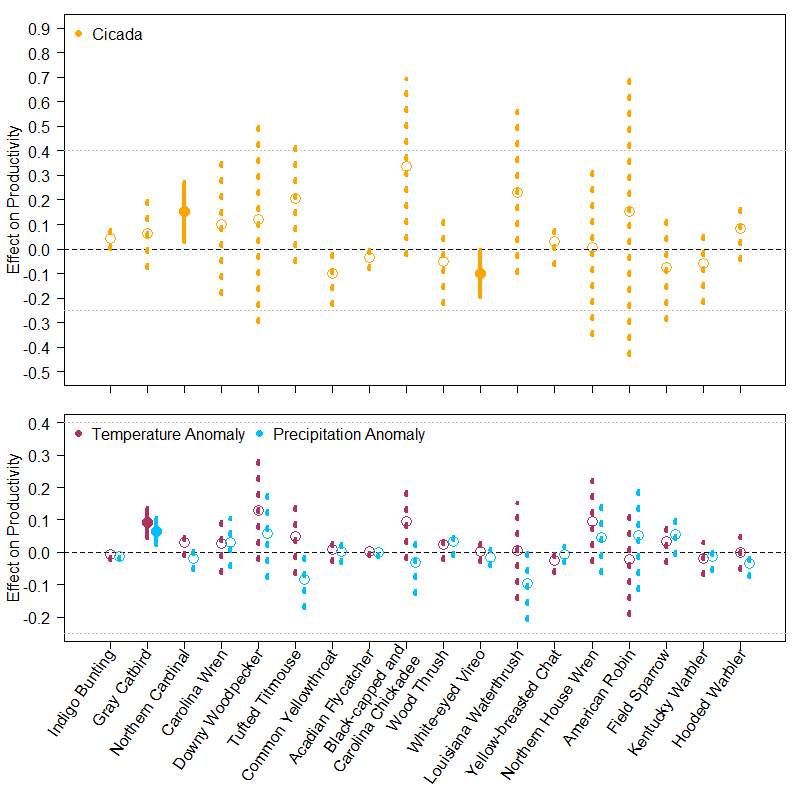 0.9
Cicada
0.8
0.7
0.6
0.5
0.4
0.3
0.2
0.1
0.0
-0.1
-0.2
-0.3
-0.4
-0.5
Effect on Productivity
0.4
Temperature Anomaly
Precipitation Anomaly
0.3
0.2
0.1
0.0
-0.1
-0.2
Effect on Productivity
Indigo Bunting
Gray Catbird
Northern Cardinal
Carolina Wren
Downy Woodpecker
Tufted Titmouse
Common Yellowthroat
Acadian Flycatcher
Black-capped and
Carolina Chickadee
Wood Thrush
White-eyed Vireo
Louisiana Waterthrush
Yellow-breasted Chat
Northern House Wren
American Robin
Field Sparrow
Kentucky Warbler
Hooded Warbler